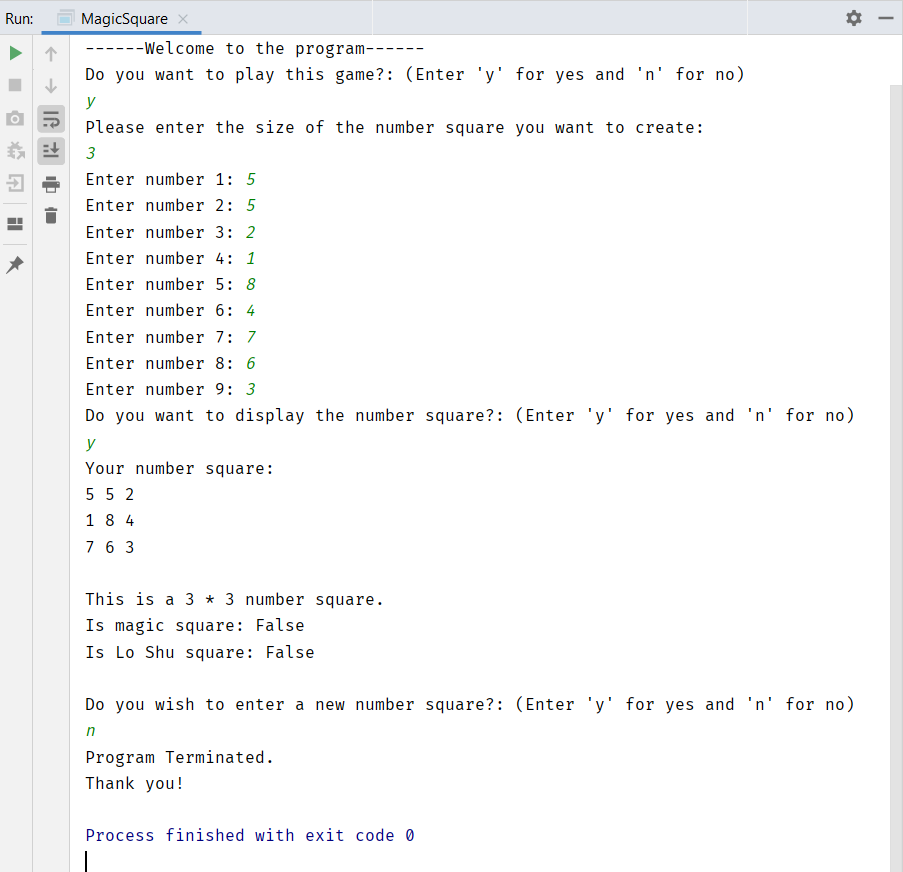 Run: MagicSquare
------Welcome to the program------
Do you want to play this game?: (Enter 'y' for yes and 'n' for no)
y
Please enter the size of the number square you want to create:
3
Enter number 1: 5
Enter number 2: 5
Enter number 3: 2
Enter number 4: 1
Enter number 5: 8
Enter number 6: 4
Enter number 7: 7
Enter number 8: 6
Enter number 9: 3
Do you want to display the number square?: (Enter 'y' for yes and 'n' for no)
y
Your number square:
5 5 2
1 8 4
7 6 3
This is a 3 * 3 number square.
Is magic square: False
Is Lo Shu square: False
Do you wish to enter a new number square?: (Enter 'y' for yes and 'n' for no)
n
Program Terminated.
Thank you!
Process finished with exit code 0